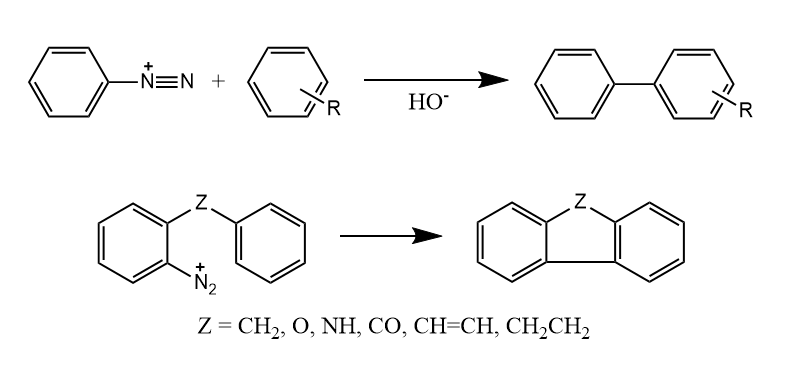 +
N≡N + R HO⁻ R
Z Z
+
N₂
Z = CH₂, O, NH, CO, CH=CH, CH₂CH₂